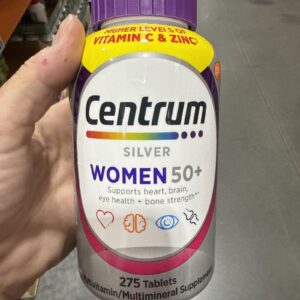 HIGHER LEVELS OF
VITAMIN C & ZINC
Centrum
SILVER
WOMEN 50+
Supports heart, brain,
eye health + bone strength
275 Tablets
Multivitamin/Multimineral Supplement